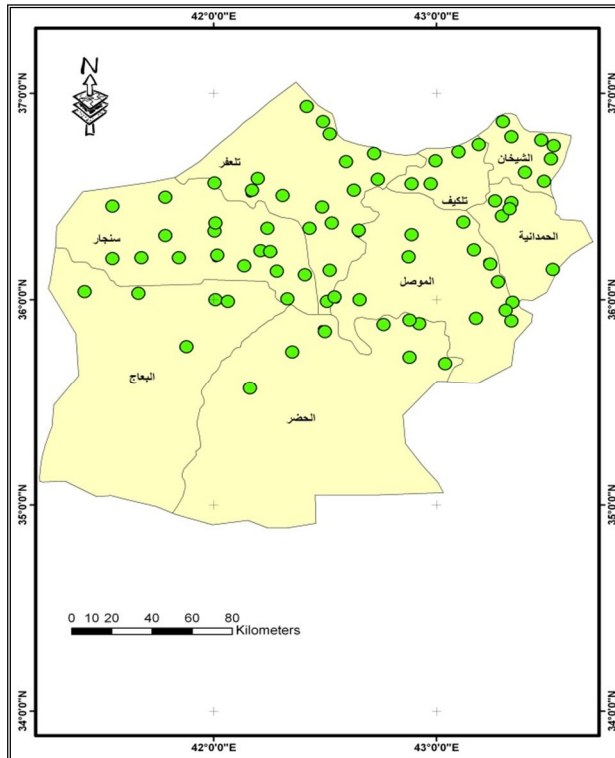 42°0'0"E 43°0'0"E
N
37°0'0"N 37°0'0"N
الشيخان
تلعفر
تلكيف
الحمدانية
سنجار
الموصل
36°0'0"N 36°0'0"N
البعاج
الحضر
35°0'0"N 35°0'0"N
0 10 20 40 60 80
Kilometers
34°0'0"N 34°0'0"N
42°0'0"E 43°0'0"E